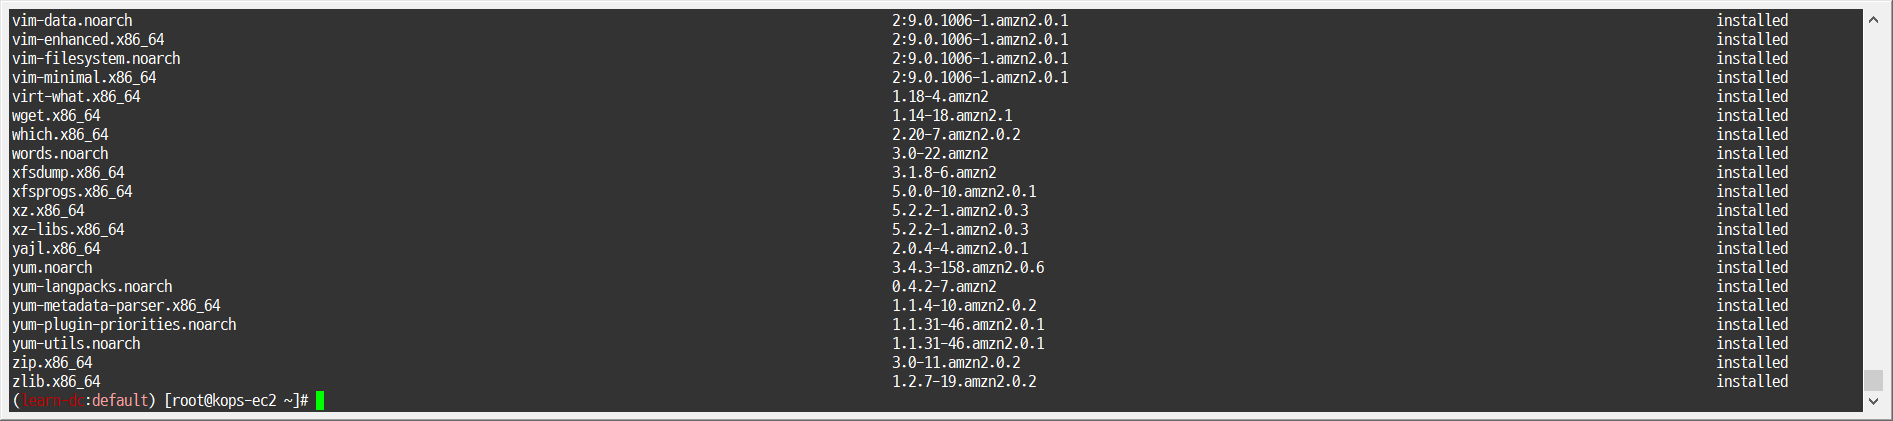 vim-data.noarch 2:9.0.1006-1.amzn2.0.1 installed
vim-enhanced.x86_64 2:9.0.1006-1.amzn2.0.1 installed
vim-filesystem.noarch 2:9.0.1006-1.amzn2.0.1 installed
vim-minimal.x86_64 2:9.0.1006-1.amzn2.0.1 installed
virt-what.x86_64 1.18-4.amzn2 installed
wget.x86_64 1.14-18.amzn2.1 installed
which.x86_64 2.20-7.amzn2.0.2 installed
words.noarch 3.0-22.amzn2 installed
xfsdump.x86_64 3.1.8-6.amzn2 installed
xfsprogs.x86_64 5.0.0-10.amzn2.0.1 installed
xz.x86_64 5.2.2-1.amzn2.0.3 installed
xz-libs.x86_64 5.2.2-1.amzn2.0.3 installed
yajl.x86_64 2.0.4-4.amzn2.0.1 installed
yum.noarch 3.4.3-158.amzn2.0.6 installed
yum-langpacks.noarch 0.4.2-7.amzn2 installed
yum-metadata-parser.x86_64 1.1.4-10.amzn2.0.2 installed
yum-plugin-priorities.noarch 1.1.31-46.amzn2.0.1 installed
yum-utils.noarch 1.1.31-46.amzn2.0.1 installed
zip.x86_64 3.0-11.amzn2.0.2 installed
zlib.x86_64 1.2.7-19.amzn2.0.2 installed
(learn-dc:default) [root@kops-ec2 ~]#